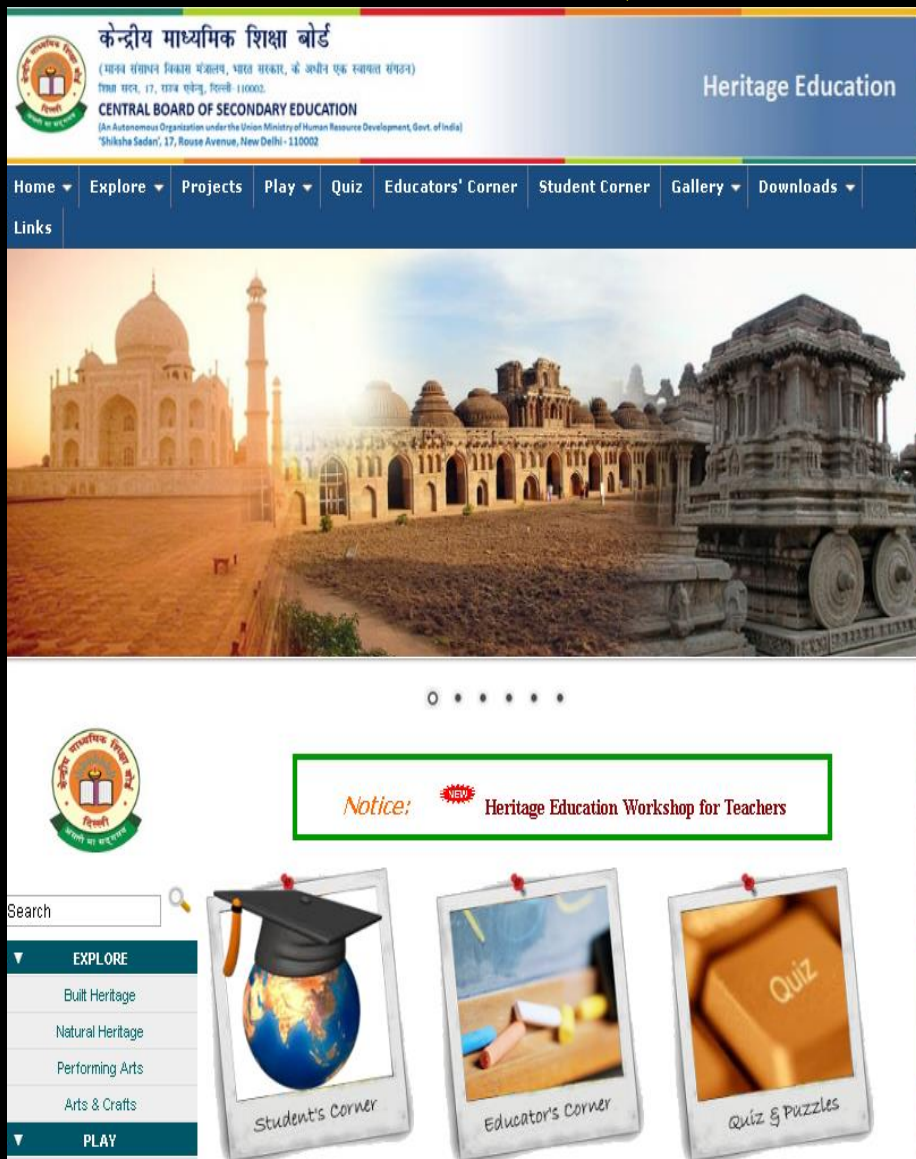 केन्द्रीय माध्यमिक शिक्षा बोर्ड
(मानव संसाधन विकास मंत्रालय, भारत सरकार, के अधीन एक स्वायत्त संगठन)
शिक्षा सदन, 17, राउज एवेन्यु, दिल्ली-110002.
CENTRAL BOARD OF SECONDARY EDUCATION
(An Autonomous Organization under the Union Ministry of Human Resource Development, Govt. of India)
'Shiksha Sadan', 17, Rouse Avenue, New Delhi - 110002
Heritage Education
Home Explore Projects Play Quiz Educators' Corner Student Corner Gallery Downloads
Links
केन्द्रीय माध्यमिक शिक्षा बोर्ड
दिल्ली
असतो मा सद्गमय
Notice: NEW Heritage Education Workshop for Teachers
Search
EXPLORE
Built Heritage
Natural Heritage
Performing Arts
Arts & Crafts
PLAY
Student's Corner
Educator's Corner
Quiz
Quiz & Puzzles